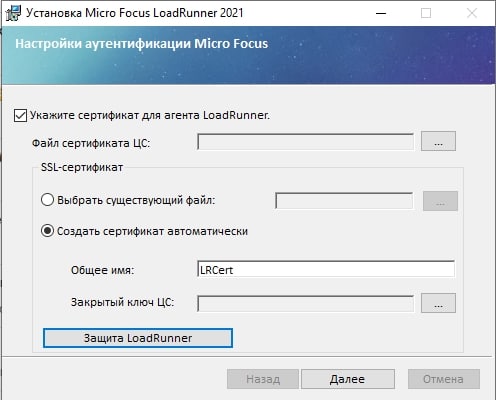 Установка Micro Focus LoadRunner 2021
Настройки аутентификации Micro Focus
Укажите сертификат для агента LoadRunner.
Файл сертификата ЦС:
...
SSL-сертификат
Выбрать существующий файл:
...
Создать сертификат автоматически
Общее имя:
LRCert
Закрытый ключ ЦС:
...
Защита LoadRunner
Назад
Далее
Отмена